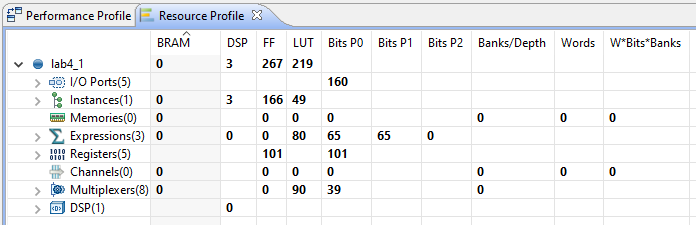 Performance Profile Resource Profile
BRAM DSP FF LUT Bits P0 Bits P1 Bits P2 Banks/Depth Words W*Bits*Banks
lab4_1 0 3 267 219
I/O Ports(5) 160
Instances(1) 0 3 166 49
Memories(0) 0 0 0 0 0 0 0
Expressions(3) 0 0 0 80 65 65 0
Registers(5) 101 101
Channels(0) 0 0 0 0 0 0 0
Multiplexers(8) 0 0 90 39 0
DSP(1) 0